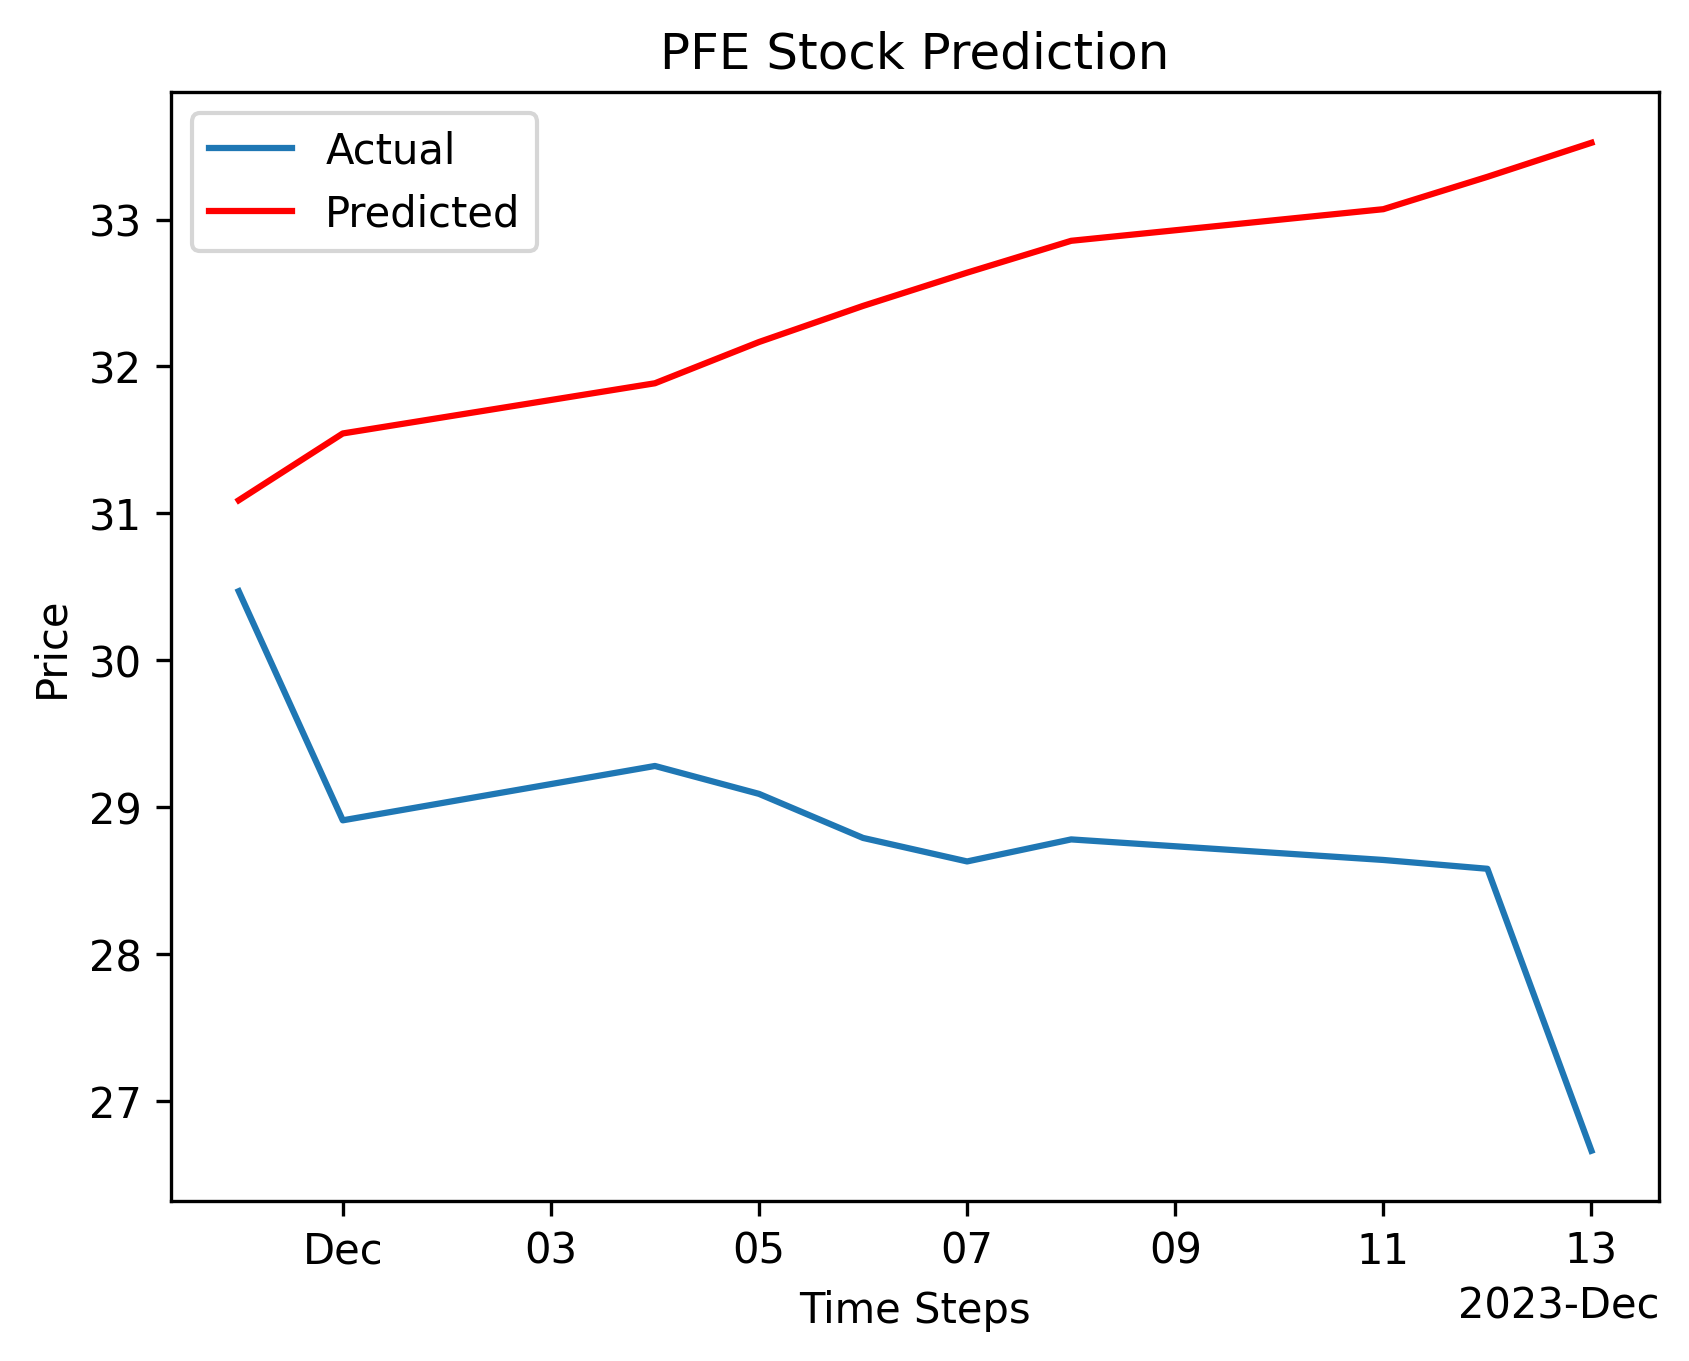 PFE Stock Prediction
Actual
Predicted
33
32
31
30
29
28
27
Price
Dec 03 05 07 09 11 13
2023-Dec
Time Steps